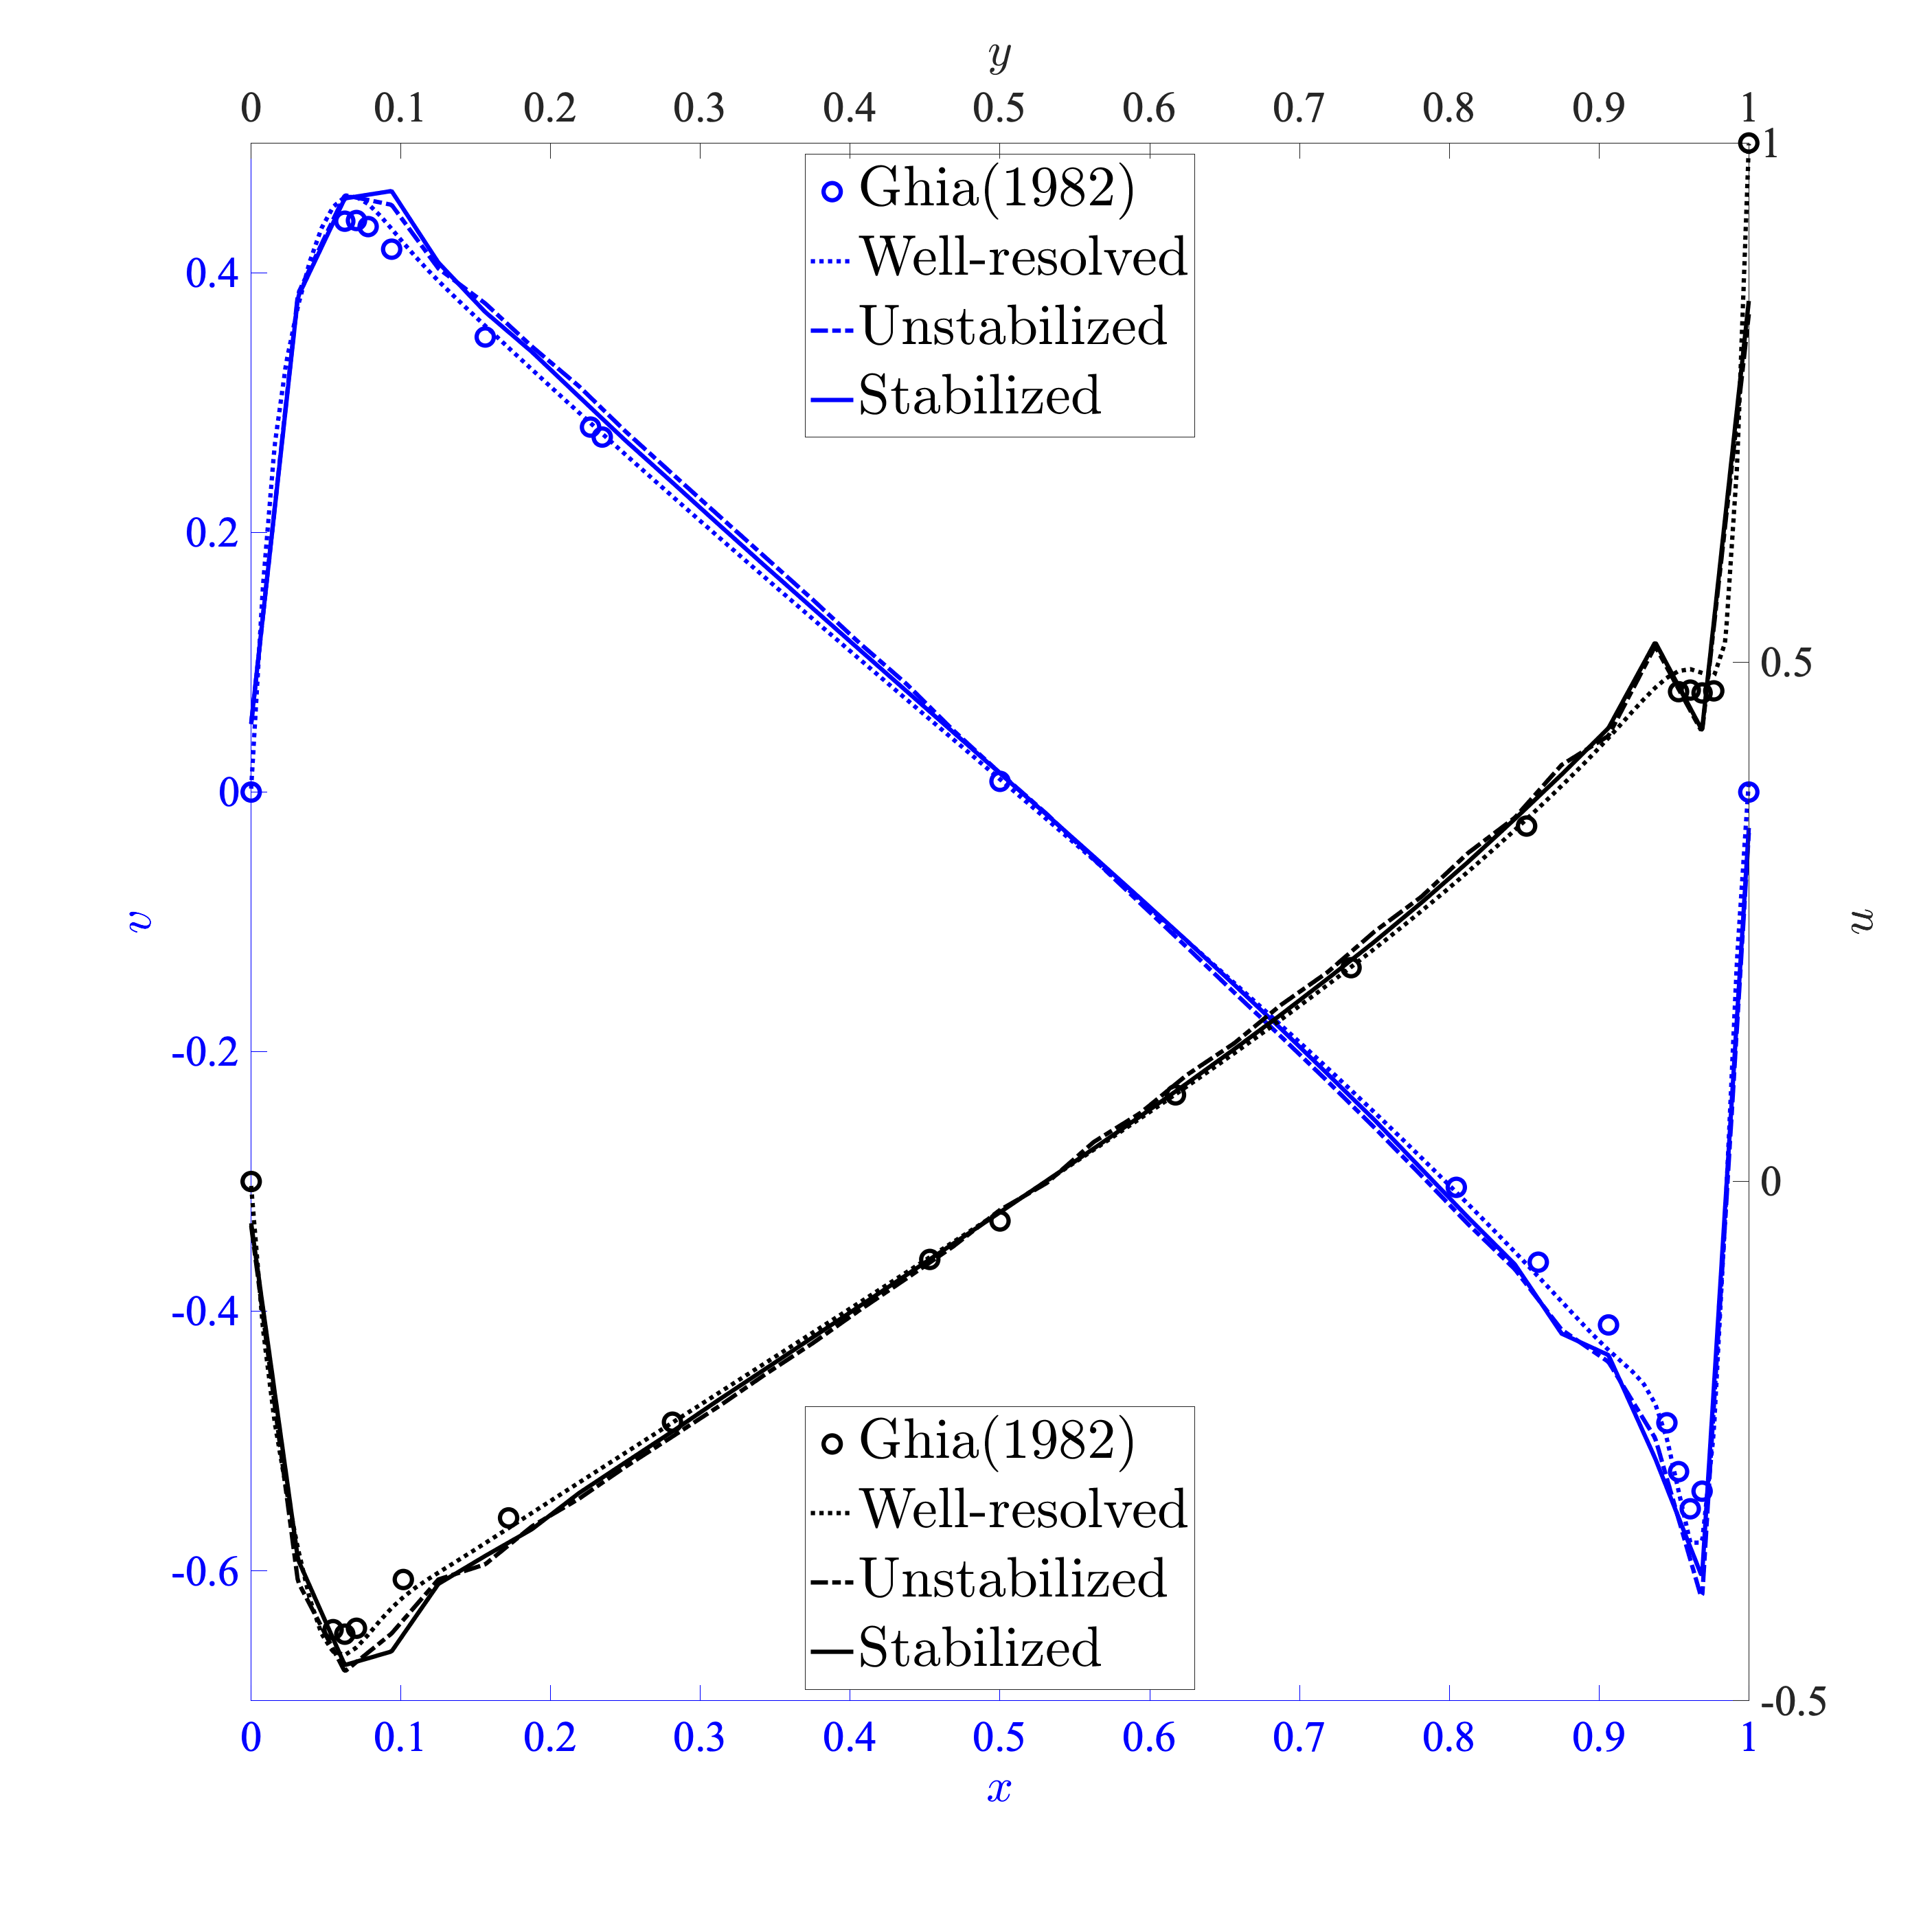 y
0 0.1 0.2 0.3 0.4 0.5 0.6 0.7 0.8 0.9 1
1
Ghia(1982)
Well-resolved
Unstabilized
Stabilized
0.4
0.2
0.5
0
v
u
-0.2
0
-0.4
Ghia(1982)
Well-resolved
Unstabilized
Stabilized
-0.6
-0.5
0 0.1 0.2 0.3 0.4 0.5 0.6 0.7 0.8 0.9 1
x